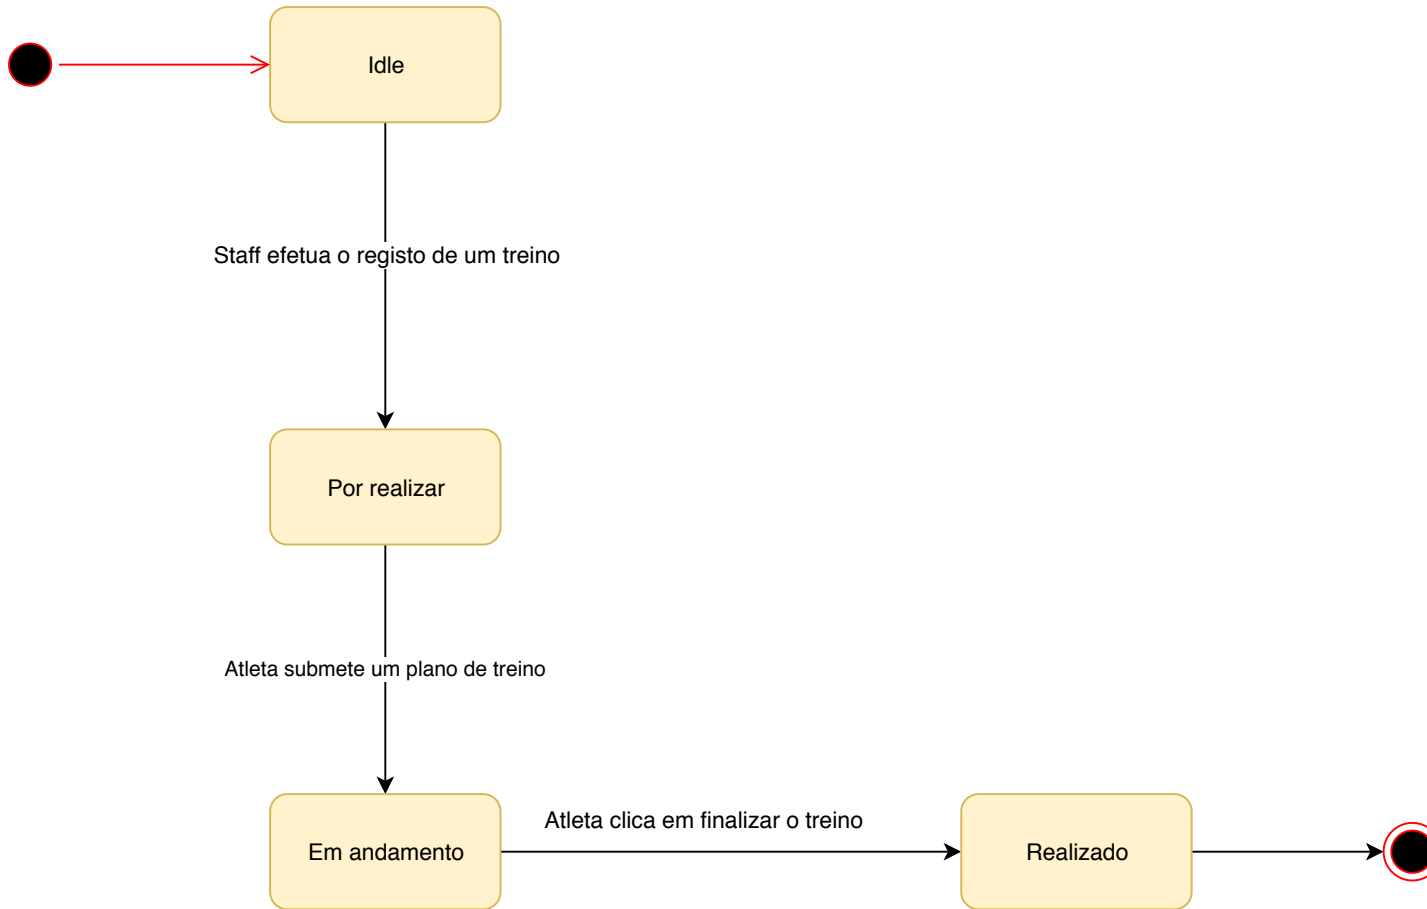 Idle
Staff efetua o registo de um treino
Por realizar
Atleta submete um plano de treino
Em andamento
Atleta clica em finalizar o treino
Realizado